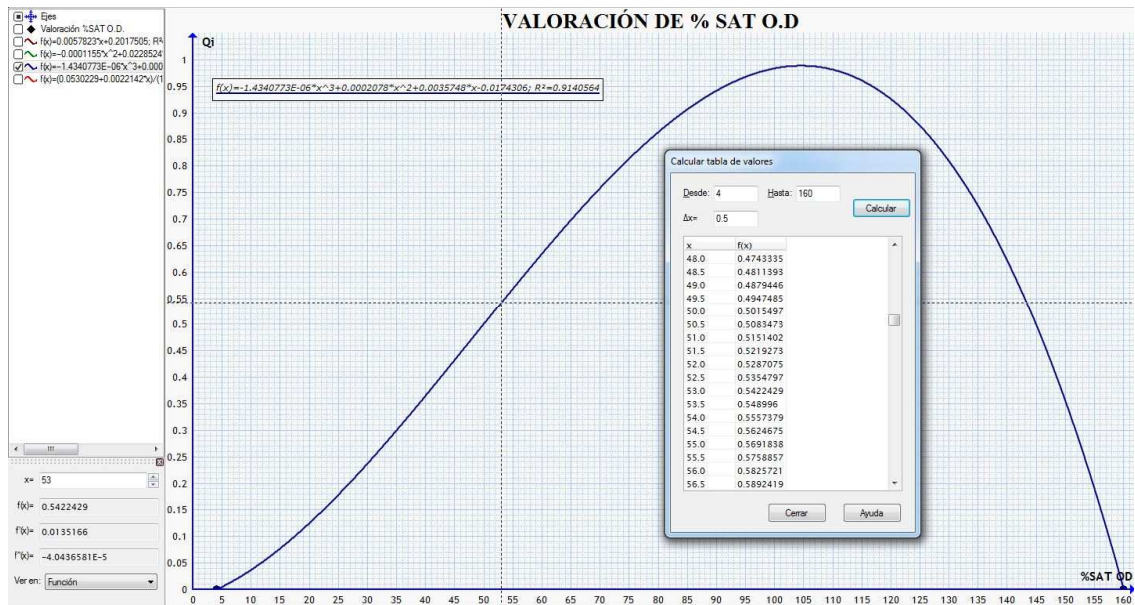 VALORACIÓN DE % SAT O.D
Ejes
Valoración %SAT O.D.
f(x)=0.0057823*x+0.2017505; R²
f(x)=-0.0001155*x^2+0.0228524
f(x)=-1.4340773E-06*x^3+0.000
f(x)=(0.0530229+0.0022142*x)/(1
Qi
f(x)=-1.4340773E-06*x^3+0.0002078*x^2+0.0035748*x-0.0174306; R²=0.9140564
1
0.95
0.9
0.85
0.8
0.75
0.7
0.65
0.6
0.55
0.5
0.45
0.4
0.35
0.3
0.25
0.2
0.15
0.1
0.05
0
Calcular tabla de valores
Desde: 4 Hasta: 160
Calcular
Δx= 0.5
x f(x)
48.0 0.4743335
48.5 0.4811393
49.0 0.4879446
49.5 0.4947485
50.0 0.5015497
50.5 0.5083473
51.0 0.5151402
51.5 0.5219273
52.0 0.5287075
52.5 0.5354797
53.0 0.5422429
53.5 0.548996
54.0 0.5557379
54.5 0.5624675
55.0 0.5691838
55.5 0.5758857
56.0 0.5825721
56.5 0.5892419
Cerrar Ayuda
x= 53
f(x)= 0.5422429
f'(x)= 0.0135166
f''(x)= -4.0436581E-5
Ver en: Función
%SAT OD
0 5 10 15 20 25 30 35 40 45 50 55 60 65 70 75 80 85 90 95 100 105 110 115 120 125 130 135 140 145 150 155 160